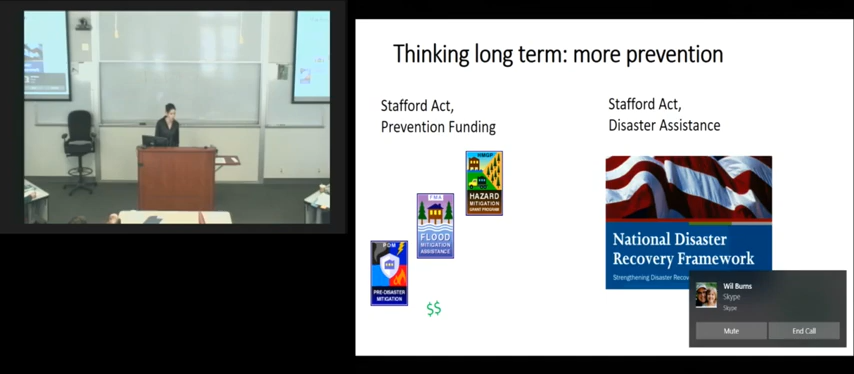 Thinking long term: more prevention
Stafford Act,
Prevention Funding
Stafford Act,
Disaster Assistance
HMGP
HAZARD
MITIGATION
GRANT PROGRAM
FMA
FLOOD
MITIGATION
ASSISTANCE
PDM
PRE-DISASTER
MITIGATION
$$
National Disaster
Recovery Framework
Strengthening Disaster
Wil Burns
Skype
Skype
Mute
End Call